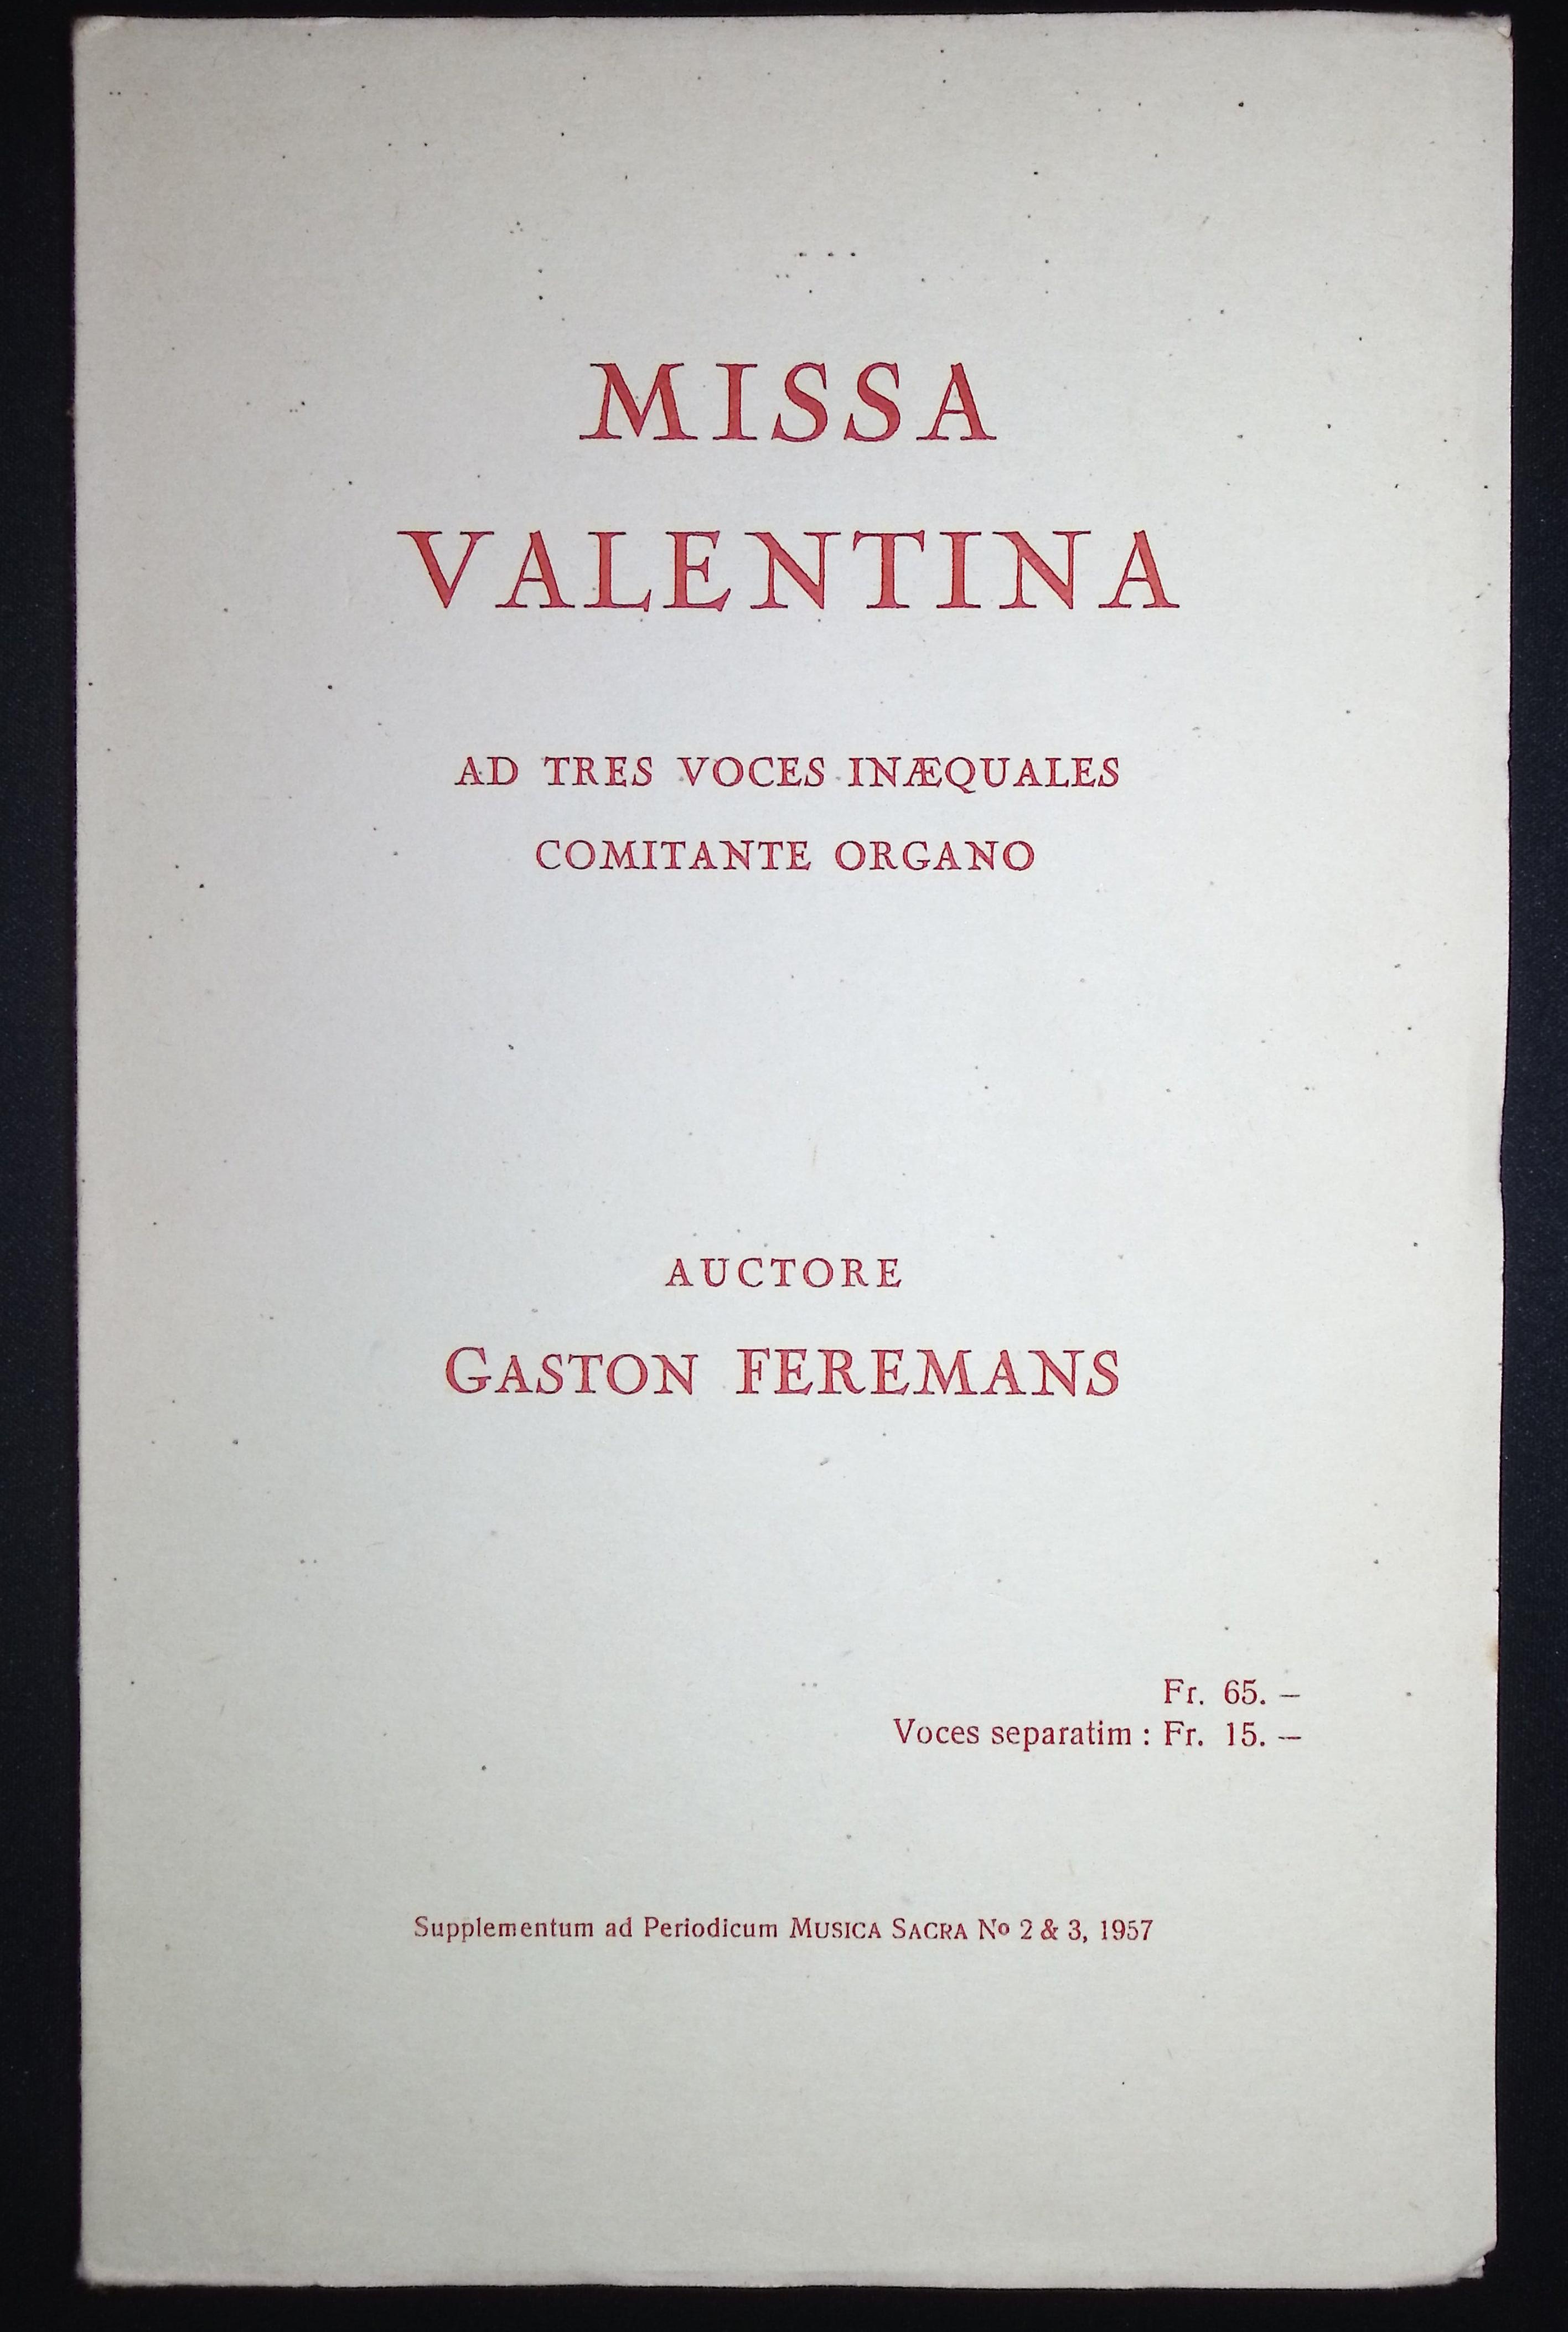 MISSA
VALENTINA
AD TRES VOCES INÆQUALES
COMITANTE ORGANO
AUCTORE
GASTON FEREMANS
Fr. 65. –
Voces separatim : Fr. 15. –
Supplementum ad Periodicum MUSICA SACRA Nº 2 & 3, 1957